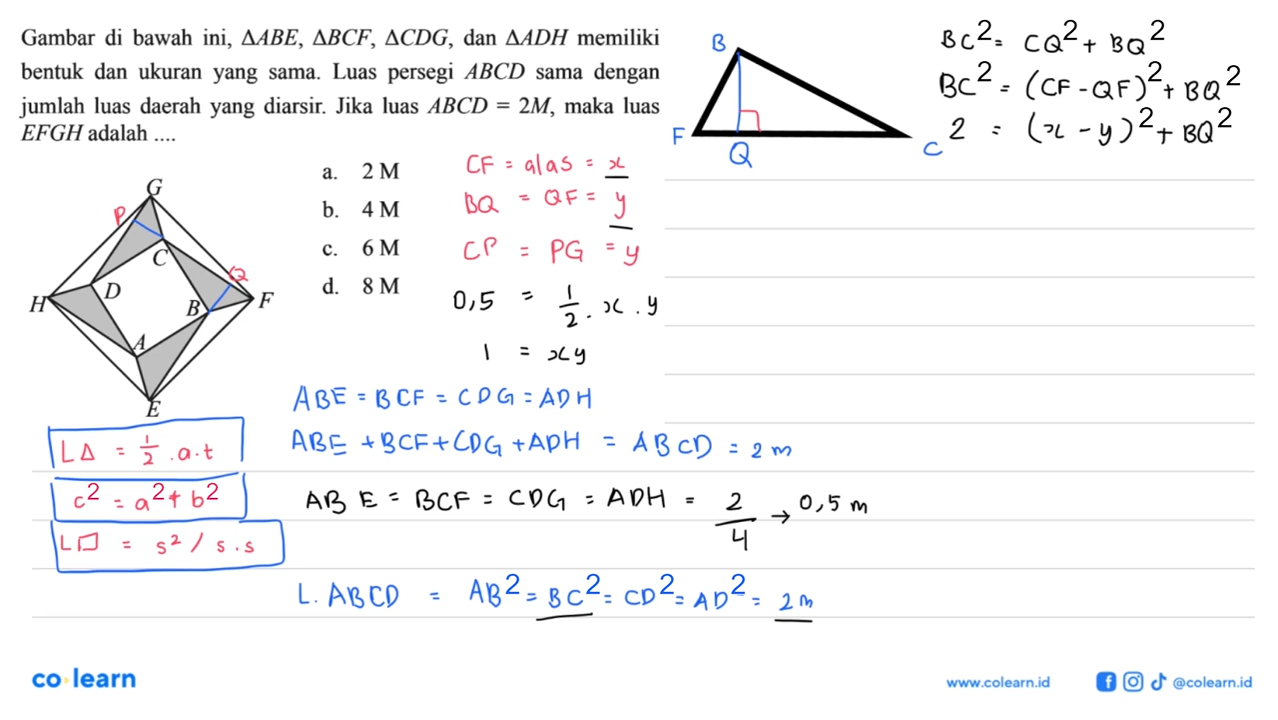 Gambar di bawah ini, ΔABE, ΔBCF, ΔCDG, dan ΔADH memiliki
bentuk dan ukuran yang sama. Luas persegi ABCD sama dengan
jumlah luas daerah yang diarsir. Jika luas ABCD = 2M, maka luas
EFGH adalah ....
a. 2 M
b. 4 M
c. 6 M
d. 8 M
G
P
C
Q
H
D
B
F
A
E
CF = alas = x
BQ = QF = y
CP = PG = y
0,5 = 1/2 . x . y
1 = xy
B
F
Q
C
BC² = CQ² + BQ²
BC² = (CF - QF)² + BQ²
2 = (x - y)² + BQ²
ABE = BCF = CDG = ADH
ABE + BCF + CDG + ADH = ABCD = 2 m
ABE = BCF = CDG = ADH = 2/4 → 0,5 m
L. ABCD = AB² = BC² = CD² = AD² = 2m
LΔ = 1/2 . a . t
c² = a² + b²
L□ = s² / s . s
co learn
www.colearn.id
@colearn.id